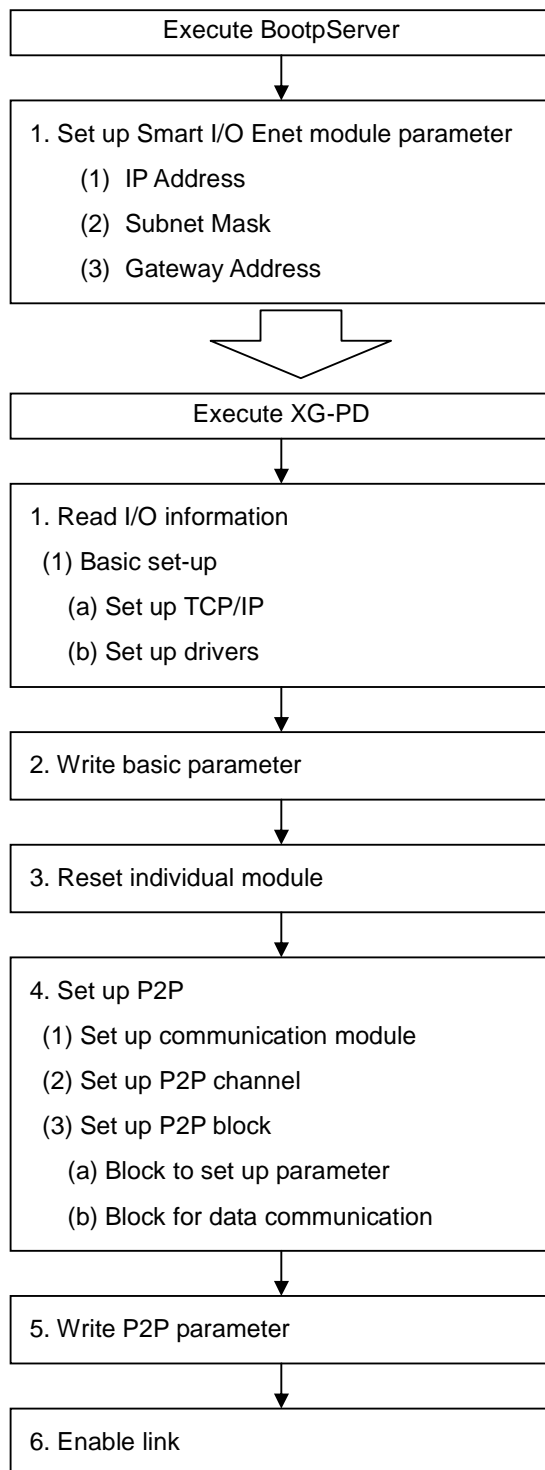 Execute BootpServer
1. Set up Smart I/O Enet module parameter
(1) IP Address
(2) Subnet Mask
(3) Gateway Address
Execute XG-PD
1. Read I/O information
(1) Basic set-up
(a) Set up TCP/IP
(b) Set up drivers
2. Write basic parameter
3. Reset individual module
4. Set up P2P
(1) Set up communication module
(2) Set up P2P channel
(3) Set up P2P block
(a) Block to set up parameter
(b) Block for data communication
5. Write P2P parameter
6. Enable link